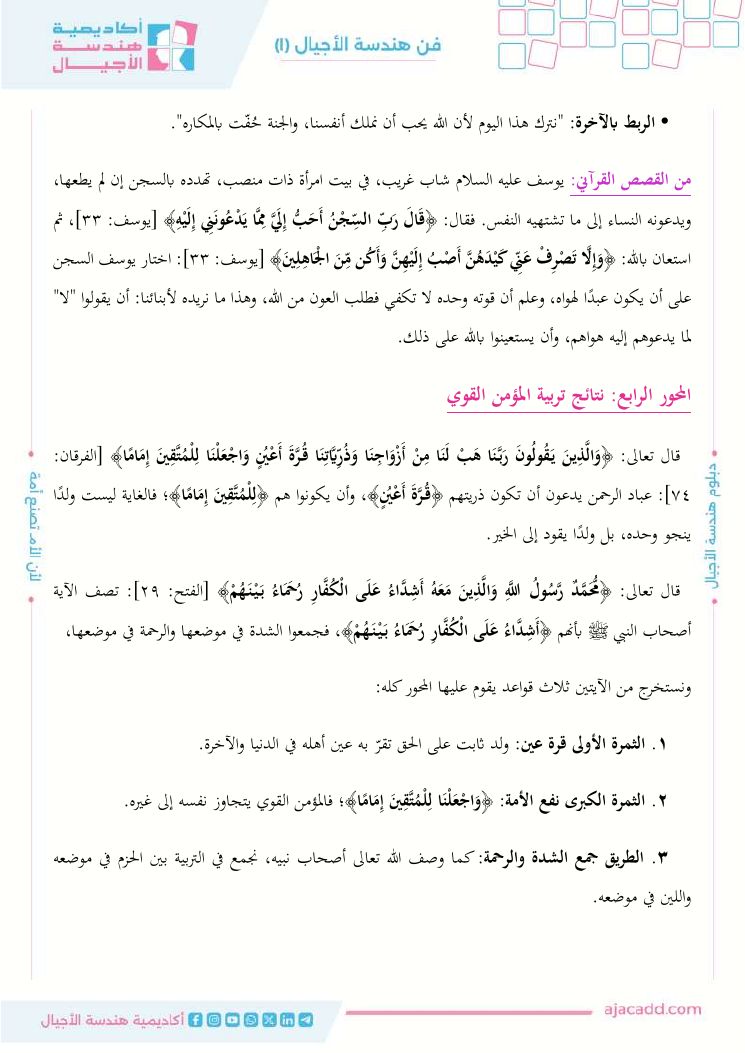 أكاديمية
هندسة
الأجيال
فن هندسة الأجيال (١)
• الربط بالآخرة: "نترك هذا اليوم لأن الله يحب أن نملك أنفسنا، والجنة حُفّت بالمكاره".
من القصص القرآني: يوسف عليه السلام شاب غريب، في بيت امرأة ذات منصب، تهدده بالسجن إن لم يطعها،
ويدعونه النساء إلى ما تشتهيه النفس. فقال: ﴿قَالَ رَبِّ السِّجْنُ أَحَبُّ إِلَيَّ مِمَّا يَدْعُونَنِي إِلَيْهِ﴾ [يوسف: ٣٣]، ثم
استعان بالله: ﴿وَإِلَّا تَصْرِفْ عَنِّي كَيْدَهُنَّ أَصْبُ إِلَيْهِنَّ وَأَكُن مِّنَ الْجَاهِلِينَ﴾ [يوسف: ٣٣]: اختار يوسف السجن
على أن يكون عبدًا لهواه، وعلم أن قوته وحده لا تكفي فطلب العون من الله، وهذا ما نريده لأبنائنا: أن يقولوا "لا"
لما يدعوهم إليه هواهم، وأن يستعينوا بالله على ذلك.
المحور الرابع: نتائج تربية المؤمن القوي
قال تعالى: ﴿وَالَّذِينَ يَقُولُونَ رَبَّنَا هَبْ لَنَا مِنْ أَزْوَاجِنَا وَذُرِّيَّاتِنَا قُرَّةَ أَعْيُنٍ وَاجْعَلْنَا لِلْمُتَّقِينَ إِمَامًا﴾ [الفرقان:
٧٤]: عباد الرحمن يدعون أن تكون ذريتهم ﴿قُرَّةَ أَعْيُنٍ﴾، وأن يكونوا هم ﴿لِلْمُتَّقِينَ إِمَامًا﴾؛ فالغاية ليست ولدًا
ينجو وحده، بل ولدًا يقود إلى الخير.
قال تعالى: ﴿مُّحَمَّدٌ رَّسُولُ اللَّهِ وَالَّذِينَ مَعَهُ أَشِدَّاءُ عَلَى الْكُفَّارِ رُحَمَاءُ بَيْنَهُمْ﴾ [الفتح: ٢٩]: تصف الآية
أصحاب النبي ﷺ بأنهم ﴿أَشِدَّاءُ عَلَى الْكُفَّارِ رُحَمَاءُ بَيْنَهُمْ﴾، فجمعوا الشدة في موضعها والرحمة في موضعها،
ونستخرج من الآيتين ثلاث قواعد يقوم عليها المحور كله:
١. الثمرة الأولى قرة عين: ولد ثابت على الحق تقرّ به عين أهله في الدنيا والآخرة.
٢. الثمرة الكبرى نفع الأمة: ﴿وَاجْعَلْنَا لِلْمُتَّقِينَ إِمَامًا﴾؛ فالمؤمن القوي يتجاوز نفسه إلى غيره.
٣. الطريق جمع الشدة والرحمة: كما وصف الله تعالى أصحاب نبيه، نجمع في التربية بين الحزم في موضعه
واللين في موضعه.
دبلوم هندسة الأجيال
لأن الأم تصنع أمة
أكاديمية هندسة الأجيال
ajacadd.com